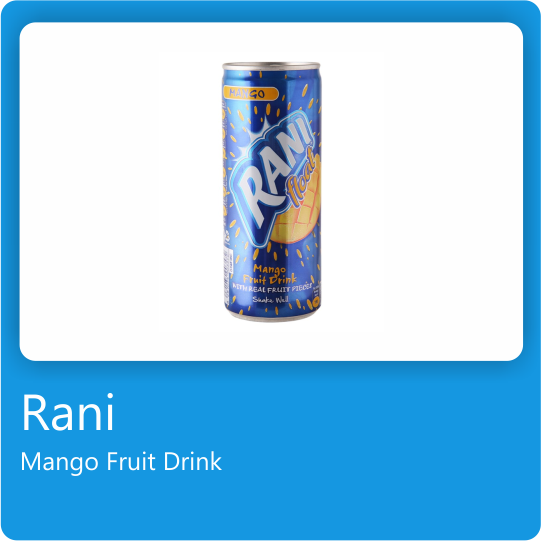 MANGO
RANI
float
Mango
Fruit Drink
WITH REAL FRUIT PIECES
Shake Well
Rani
Mango Fruit Drink